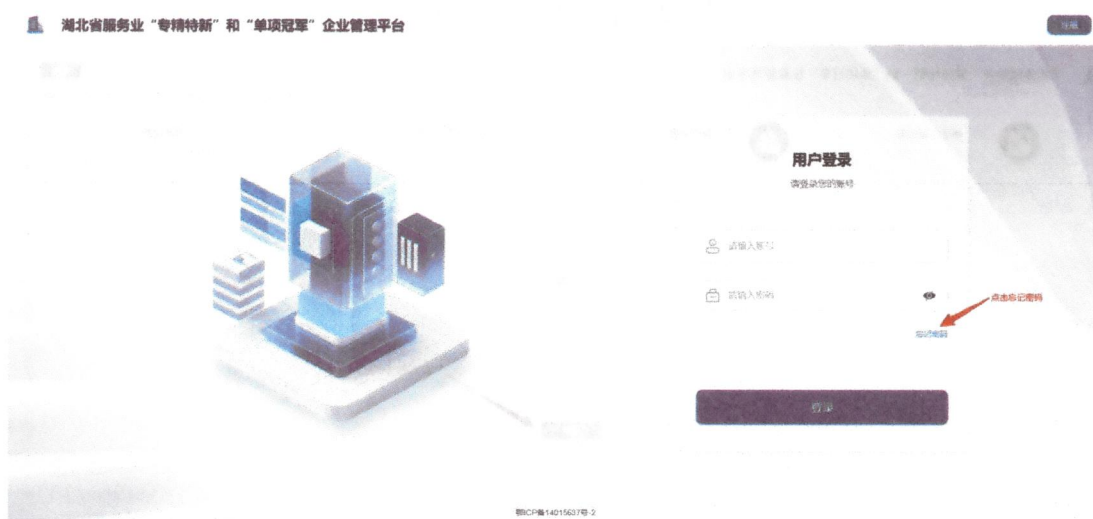 湖北省服务业“专精特新”和“单项冠军”企业管理平台
注册
用户登录
请登录您的账号
请输入账号
请输入密码
点击忘记密码
忘记密码
登录
鄂ICP备14015637号-2